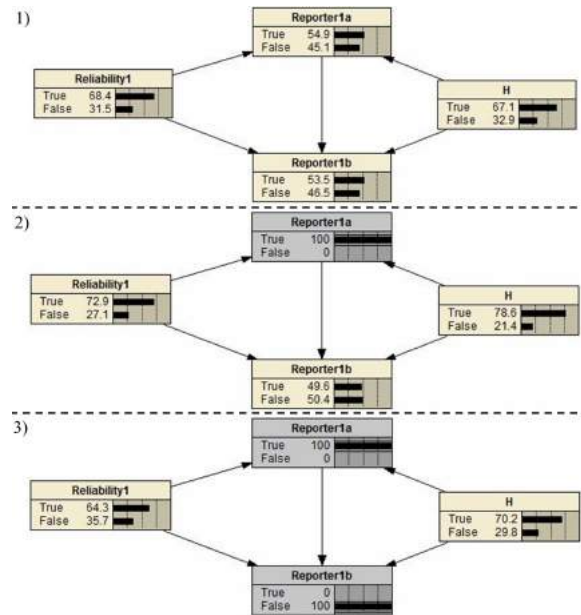 1)
Reporter1a
True 54.9
False 45.1
Reliability1
True 68.4
False 31.5
H
True 67.1
False 32.9
Reporter1b
True 53.5
False 46.5
2)
Reporter1a
True 100
False 0
Reliability1
True 72.9
False 27.1
H
True 78.6
False 21.4
Reporter1b
True 49.6
False 50.4
3)
Reporter1a
True 100
False 0
Reliability1
True 64.3
False 35.7
H
True 70.2
False 29.8
Reporter1b
True 0
False 100